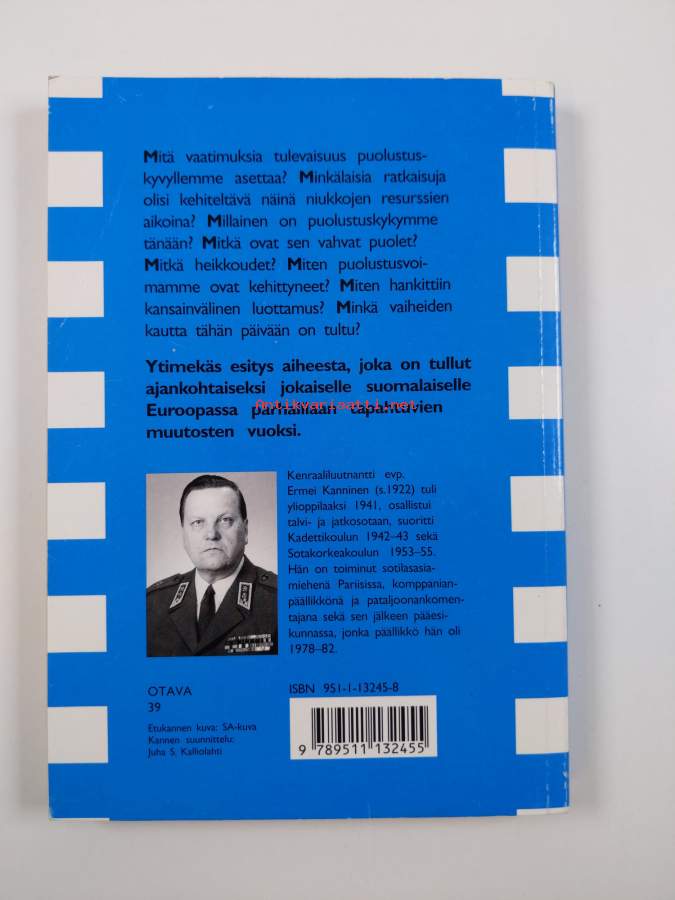 Mitä vaatimuksia tulevaisuus puolustus-
kyvyllemme asettaa? Minkälaisia ratkaisuja
olisi kehiteltävä näinä niukkojen resurssien
aikoina? Millainen on puolustuskykymme
tänään? Mitkä ovat sen vahvat puolet?
Mitkä heikkoudet? Miten puolustusvoi-
mamme ovat kehittyneet? Miten hankittiin
kansainvälinen luottamus? Minkä vaiheiden
kautta tähän päivään on tultu?
Ytimekäs esitys aiheesta, joka on tullut
ajankohtaiseksi jokaiselle suomalaiselle
Euroopassa parhaillaan tapahtuvien
Antikvariaatti.net
muutosten vuoksi.
Kenraaliluutnantti evp.
Ermei Kanninen (s.1922) tuli
ylioppilaaksi 1941, osallistui
talvi- ja jatkosotaan, suoritti
Kadettikoulun 1942–43 sekä
Sotakorkeakoulun 1953–55.
Hän on toiminut sotilasasia-
miehenä Pariisissa, komppanian-
päällikkönä ja pataljoonankomen-
tajana sekä sen jälkeen pääesi-
kunnassa, jonka päällikkö hän oli
1978–82.
OTAVA
39
Etukannen kuva: SA-kuva
Kannen suunnittelu:
Juha S. Kalliolahti
ISBN 951-1-13245-8
9 789511 132455